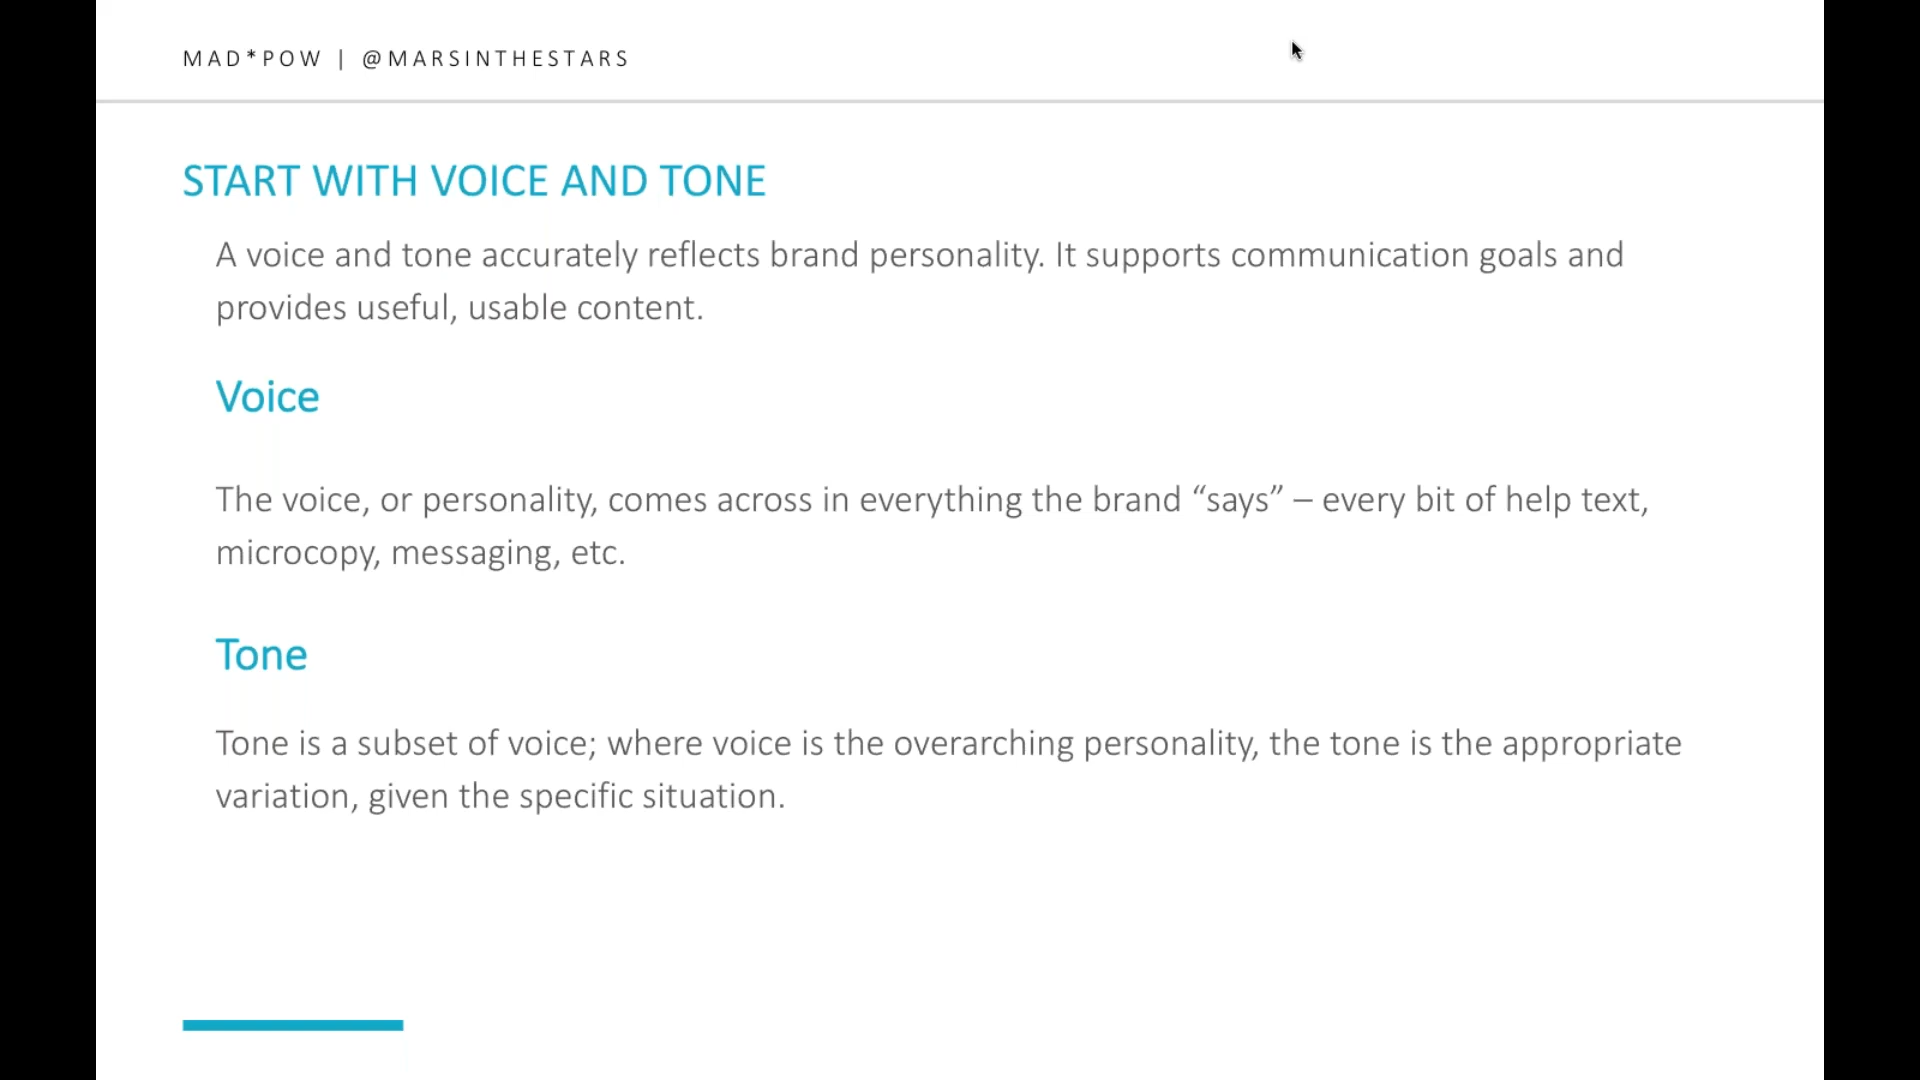 MAD*POW | @MARSINTHESTARS
START WITH VOICE AND TONE
A voice and tone accurately reflects brand personality. It supports communication goals and
provides useful, usable content.
Voice
The voice, or personality, comes across in everything the brand “says” – every bit of help text,
microcopy, messaging, etc.
Tone
Tone is a subset of voice; where voice is the overarching personality, the tone is the appropriate
variation, given the specific situation.